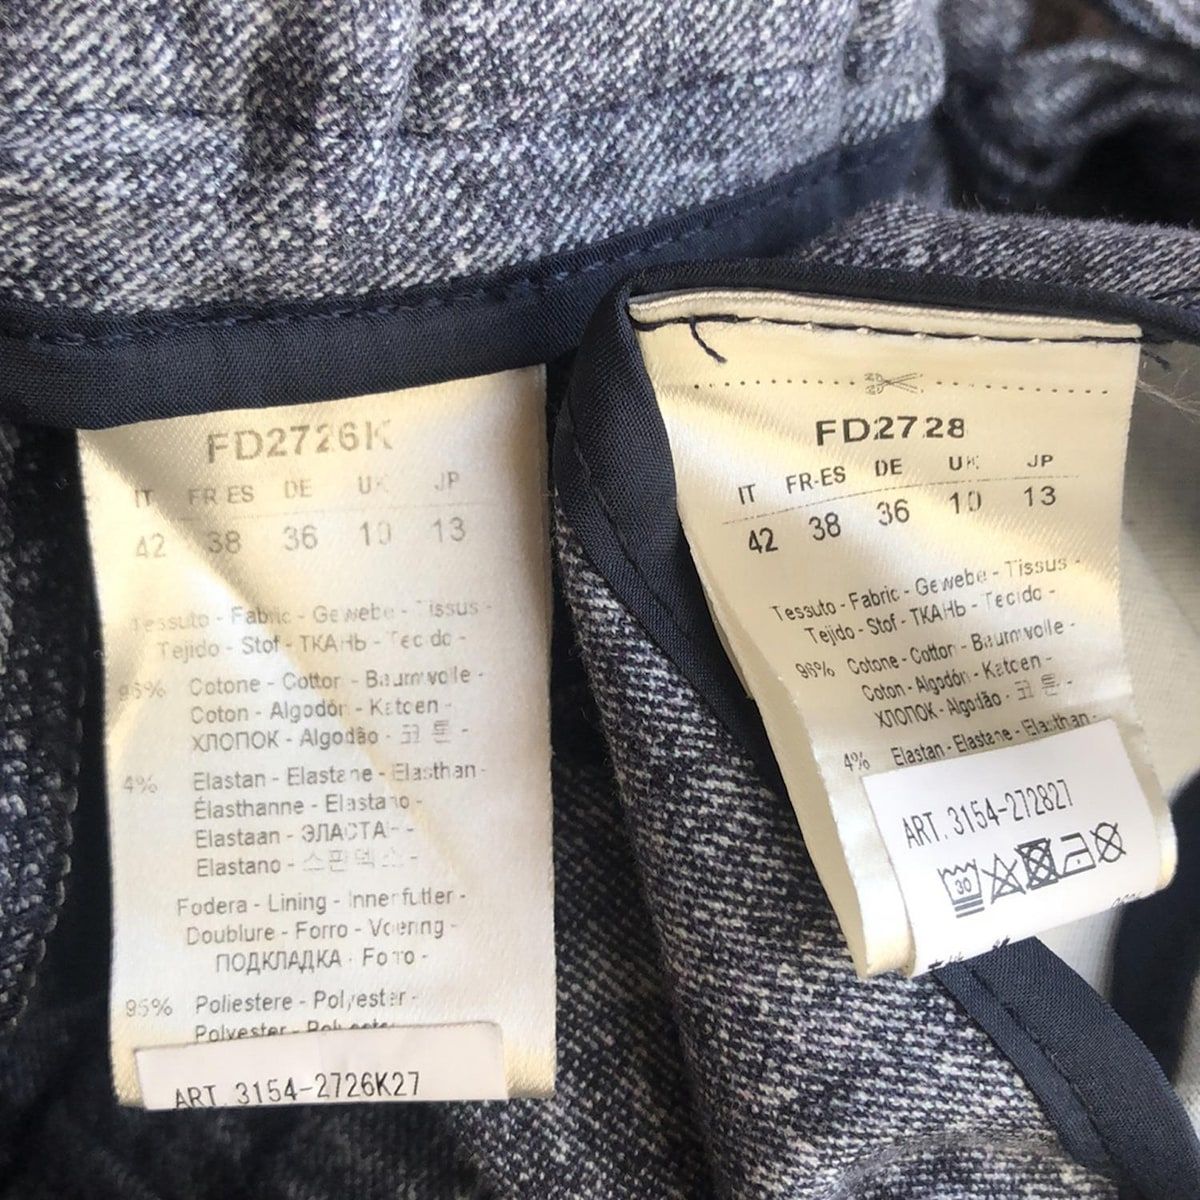 FD2726K
IT FR ES DE UK JP
42 38 36 10 13
Tessuto - Fabric - Gewebe - Tissus -
Tejido - Stof - ТКАНЬ - Tecido -
96% Cotone - Cotton - Baumwolle -
Coton - Algodón - Katoen -
ХЛОПОК - Algodão - 코 튼 -
4% Elastan - Elastane - Elasthan -
Élasthanne - Elastano -
Elastaan - ЭЛАСТА -
Elastano - 스판덱스 -
Fodera - Lining - Innenfutter -
Doublure - Forro - Voering -
ПОДКЛАДКА - Forro -
95% Poliestere - Polyester -
Polyester -
ART. 3154-2726K27
FD2728
IT FR-ES DE UK JP
42 38 36 10 13
Tessuto - Fabric - Gewebe - Tissus -
Tejido - Stof - ТКАНЬ - Tecido -
96% Cotone - Cotton - Baumwolle -
Coton - Algodón - Katoen -
ХЛОПОК - Algodão - 코 튼 -
4% Elastan - Elastane - Elasthan -
ART. 3154-272827
30